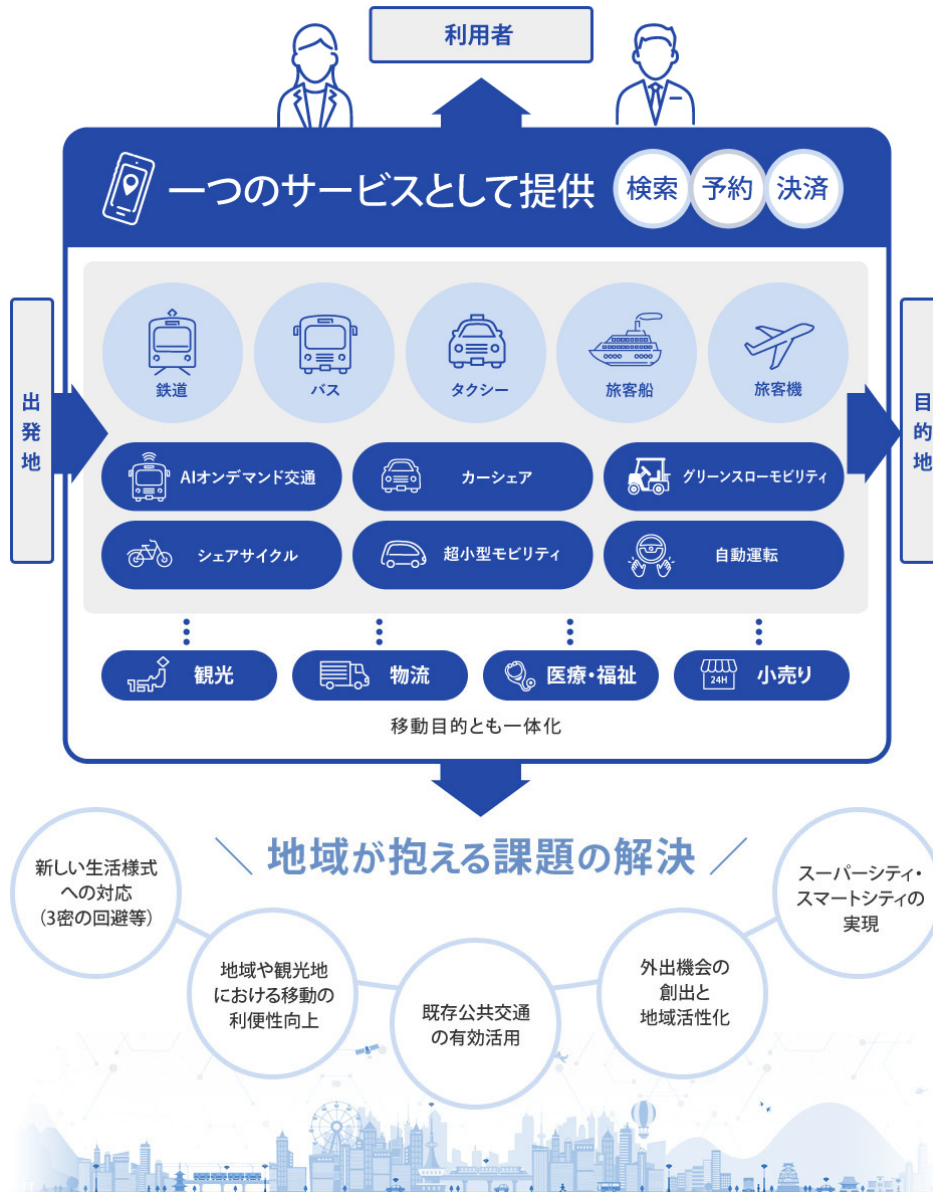 利用者
一つのサービスとして提供
検索
予約
決済
出発地
目的地
鉄道
バス
タクシー
旅客船
旅客機
AIオンデマンド交通
カーシェア
グリーンスローモビリティ
シェアサイクル
超小型モビリティ
自動運転
観光
物流
24H
医療・福祉
小売り
移動目的とも一体化
地域が抱える課題の解決
新しい生活様式
への対応
(3密の回避等)
地域や観光地
における移動の
利便性向上
既存公共交通
の有効活用
外出機会の
創出と
地域活性化
スーパーシティ・
スマートシティの
実現